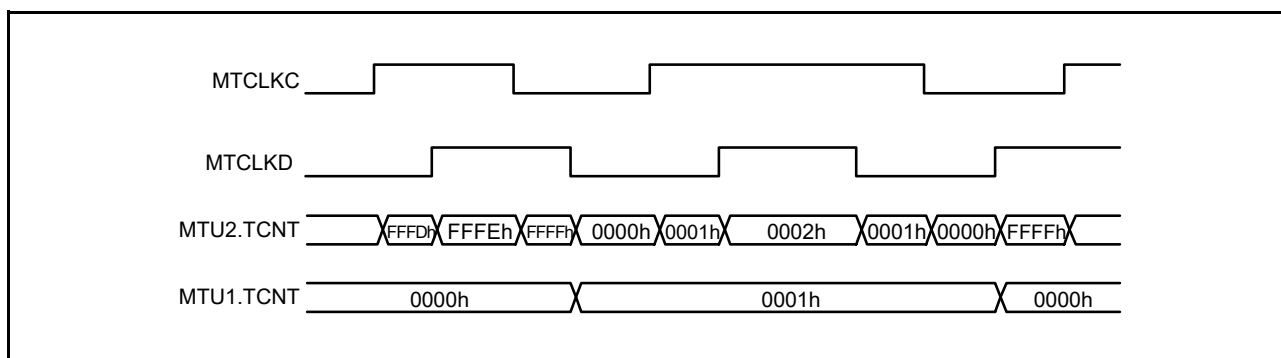 MTCLKC
MTCLKD
MTU2.TCNT FFFDh FFFEh FFFFh 0000h 0001h 0002h 0001h 0000h FFFFh
MTU1.TCNT 0000h 0001h 0000h